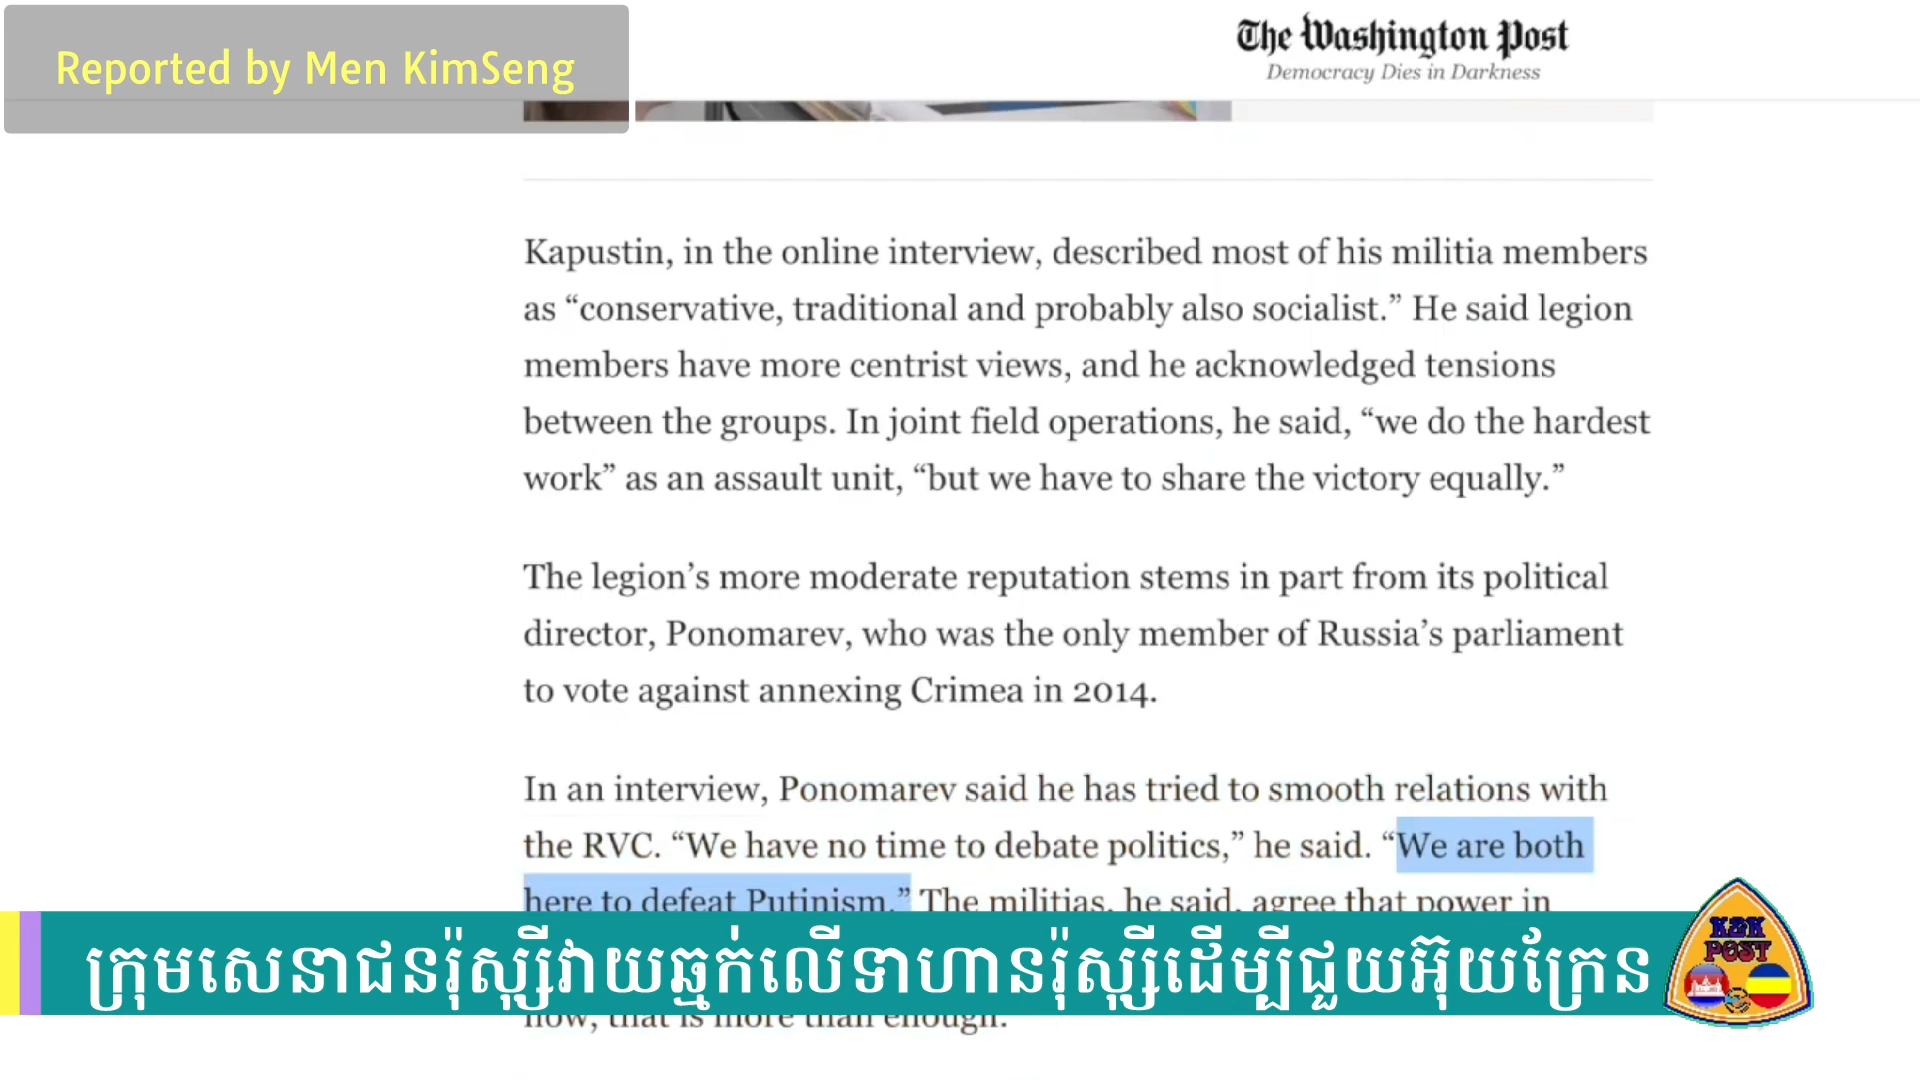 Reported by Men KimSeng
The Washington Post
Democracy Dies in Darkness
Kapustin, in the online interview, described most of his militia members
as “conservative, traditional and probably also socialist.” He said legion
members have more centrist views, and he acknowledged tensions
between the groups. In joint field operations, he said, “we do the hardest
work” as an assault unit, “but we have to share the victory equally.”
The legion’s more moderate reputation stems in part from its political
director, Ponomarev, who was the only member of Russia’s parliament
to vote against annexing Crimea in 2014.
In an interview, Ponomarev said he has tried to smooth relations with
the RVC. “We have no time to debate politics,” he said. “We are both
here to defeat Putinism.” The militias, he said, agree that power in
ក្រុមសេនាជនរ៉ុស្ស៊ីវាយឆ្មក់លើទាហានរ៉ុស្ស៊ីដើម្បីជួយអ៊ុយក្រែន
K&K
POST
now, that is more than enough.